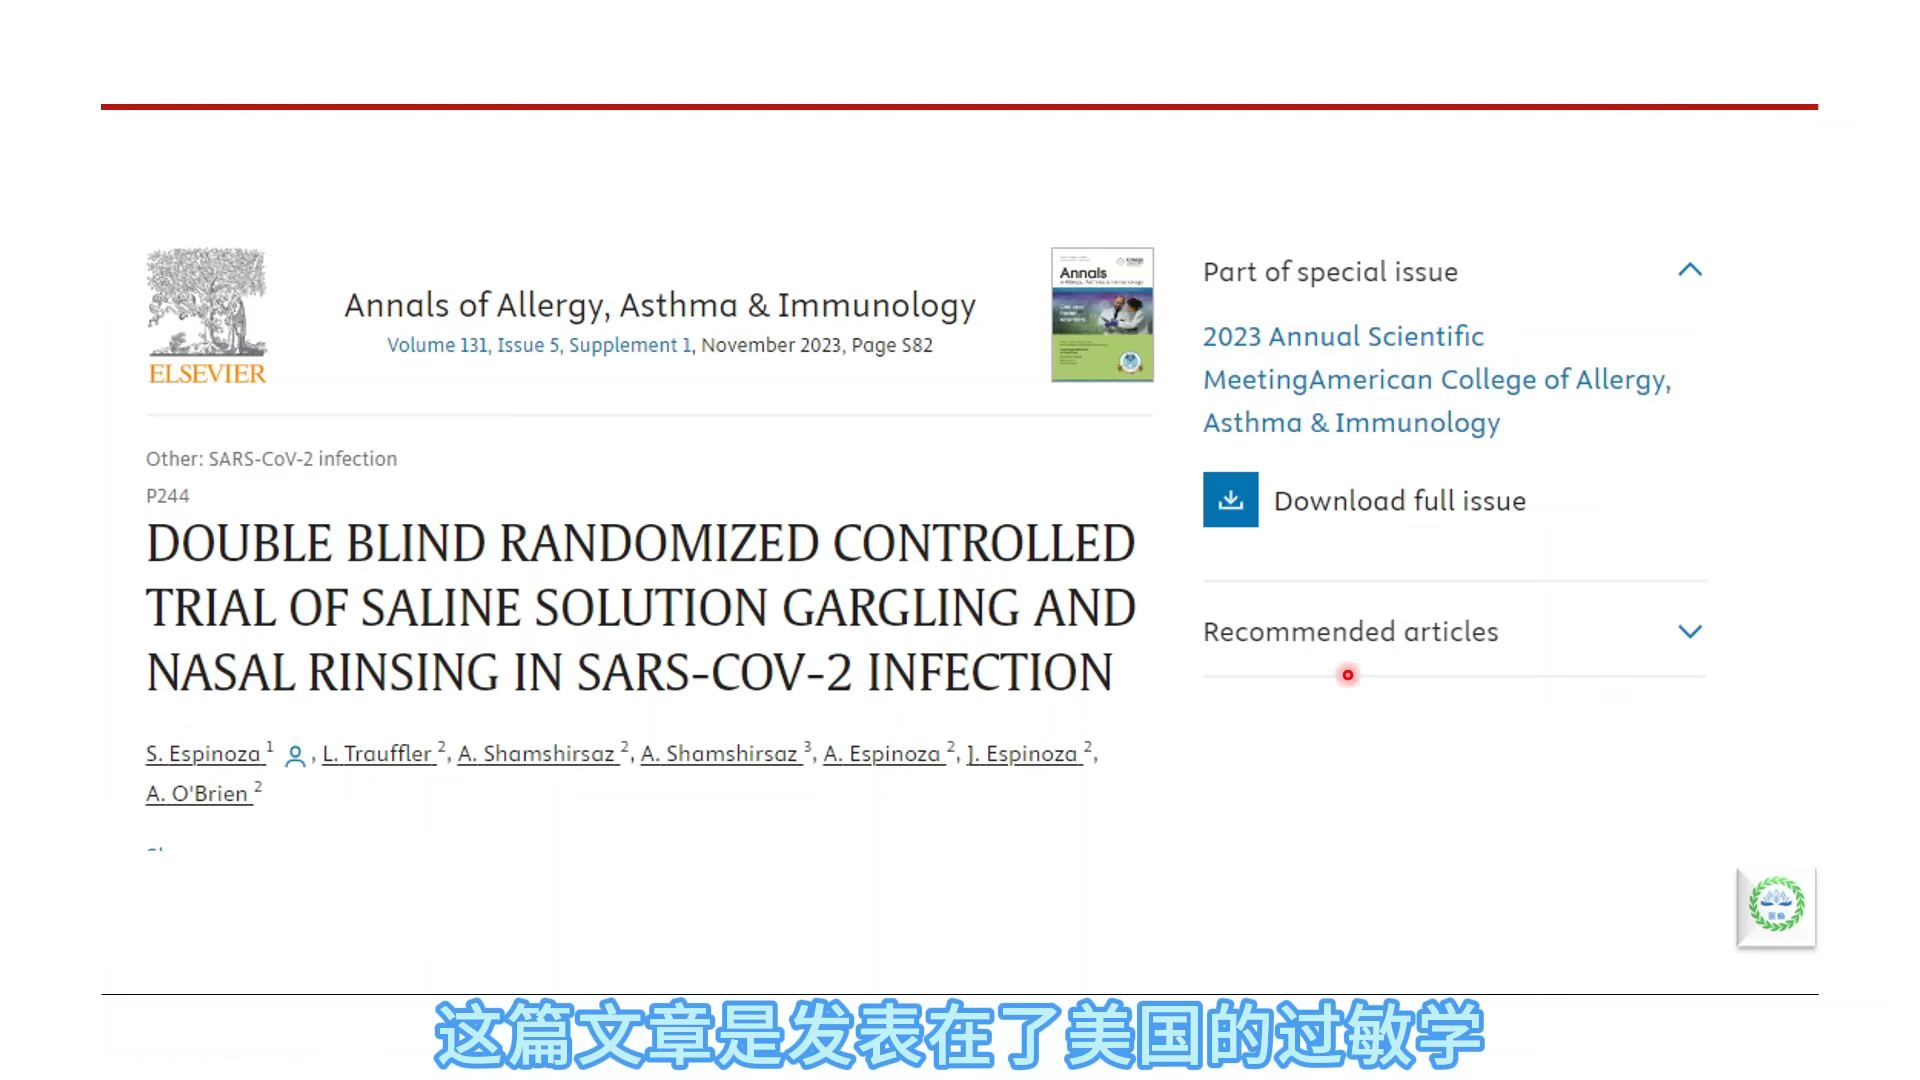 ELSEVIER
Annals of Allergy, Asthma & Immunology
Volume 131, Issue 5, Supplement 1, November 2023, Page S82
Annals
Part of special issue
2023 Annual Scientific
MeetingAmerican College of Allergy,
Asthma & Immunology
Download full issue
Recommended articles
Other: SARS-CoV-2 infection
P244
DOUBLE BLIND RANDOMIZED CONTROLLED
TRIAL OF SALINE SOLUTION GARGLING AND
NASAL RINSING IN SARS-COV-2 INFECTION
S. Espinoza 1, L. Trauffler 2, A. Shamshirsaz 2, A. Shamshirsaz 3, A. Espinoza 2, J. Espinoza 2,
A. O'Brien 2
这篇文章是发表在了美国的过敏学